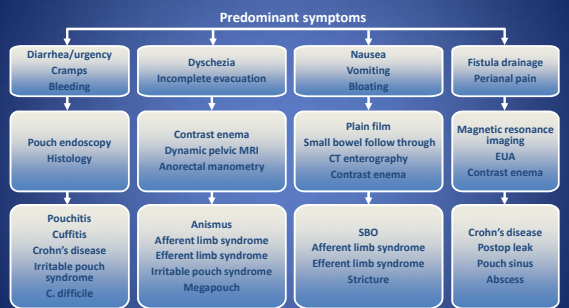 Predominant symptoms
Diarrhea/urgency
Cramps
Bleeding
Dyschezia
Incomplete evacuation
Nausea
Vomiting
Bloating
Fistula drainage
Perianal pain
Pouch endoscopy
Histology
Contrast enema
Dynamic pelvic MRI
Anorectal manometry
Plain film
Small bowel follow through
CT enterography
Contrast enema
Magnetic resonance
imaging
EUA
Contrast enema
Pouchitis
Cuffitis
Crohn's disease
Irritable pouch
syndrome
C. difficile
Anismus
Afferent limb syndrome
Efferent limb syndrome
Irritable pouch syndrome
Megapouch
SBO
Afferent limb syndrome
Efferent limb syndrome
Stricture
Crohn's disease
Postop leak
Pouch sinus
Abscess